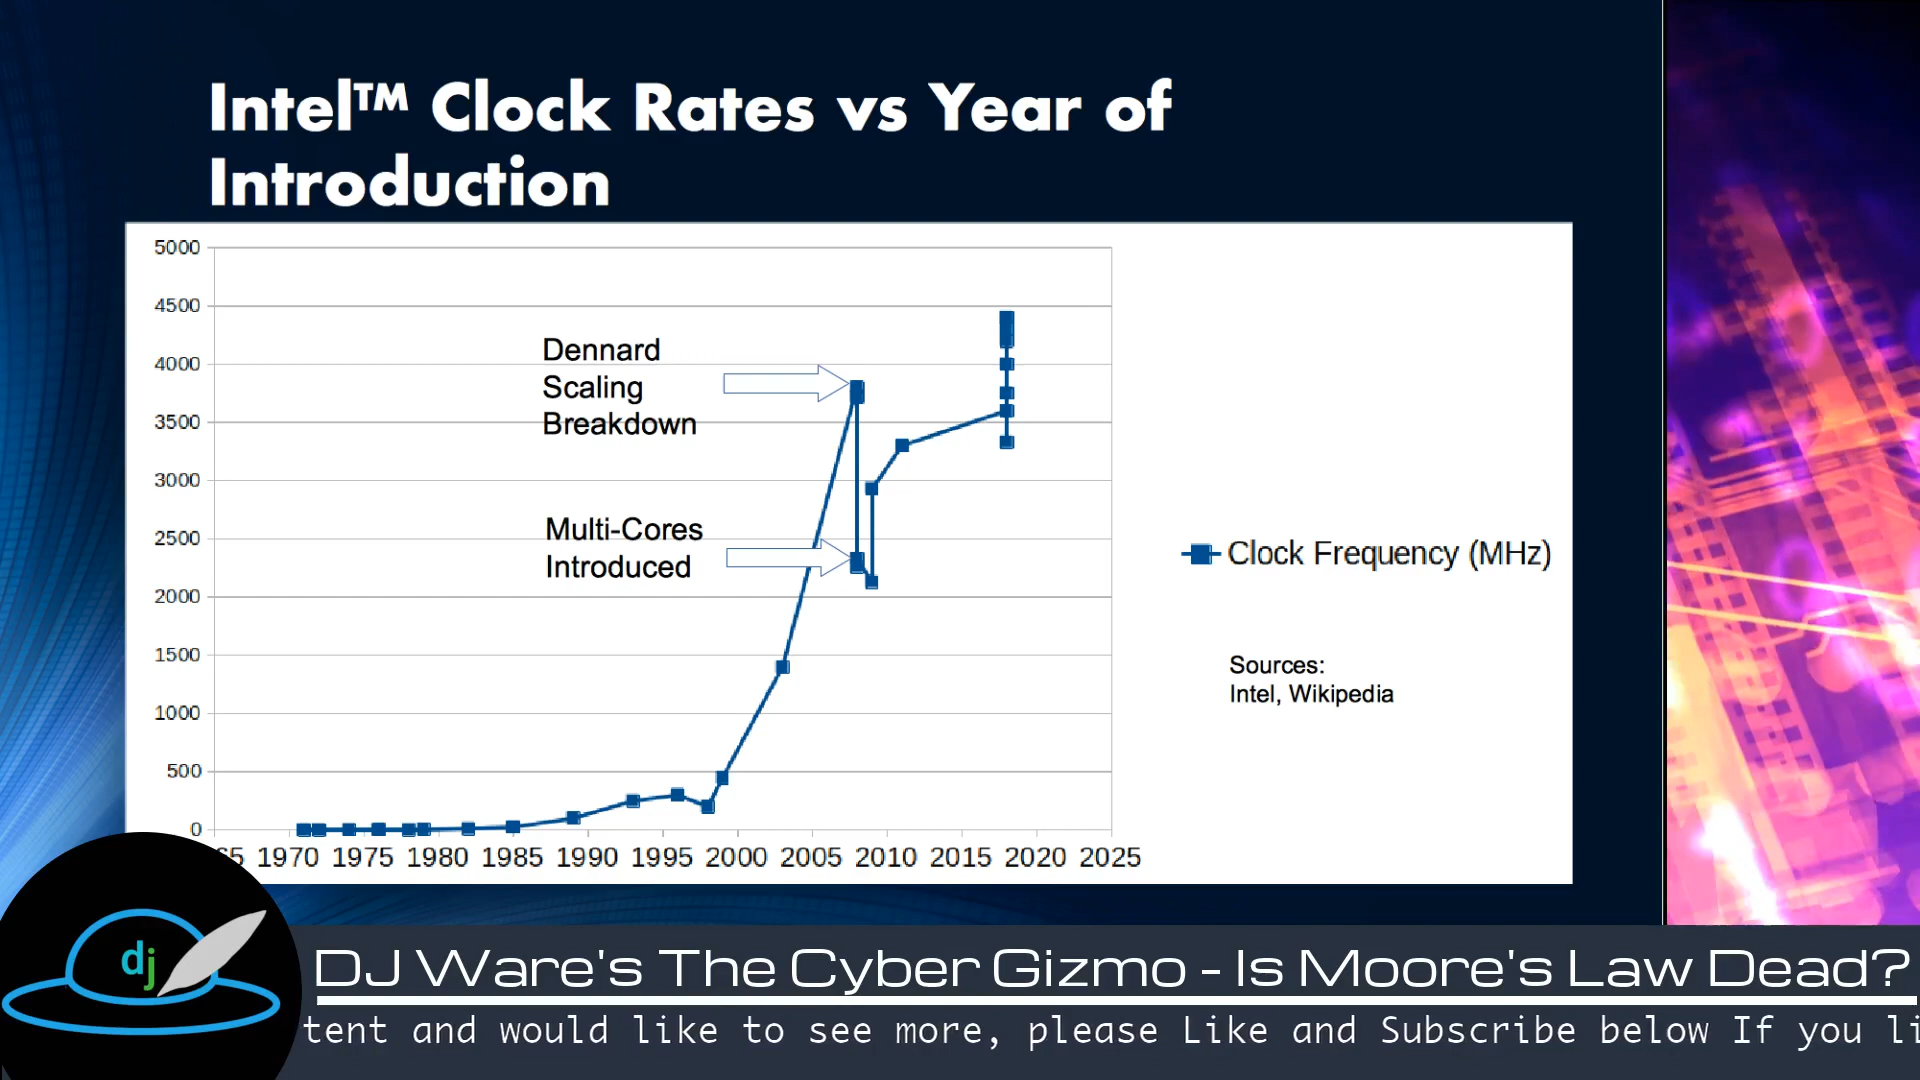 Intel™ Clock Rates vs Year of
Introduction
5000
4500
4000
3500
3000
2500
2000
1500
1000
500
0
Dennard
Scaling
Breakdown
Multi-Cores
Introduced
Clock Frequency (MHz)
Sources:
Intel, Wikipedia
65 1970 1975 1980 1985 1990 1995 2000 2005 2010 2015 2020 2025
dj
DJ Ware's The Cyber Gizmo - Is Moore's Law Dead?
tent and would like to see more, please Like and Subscribe below If you li